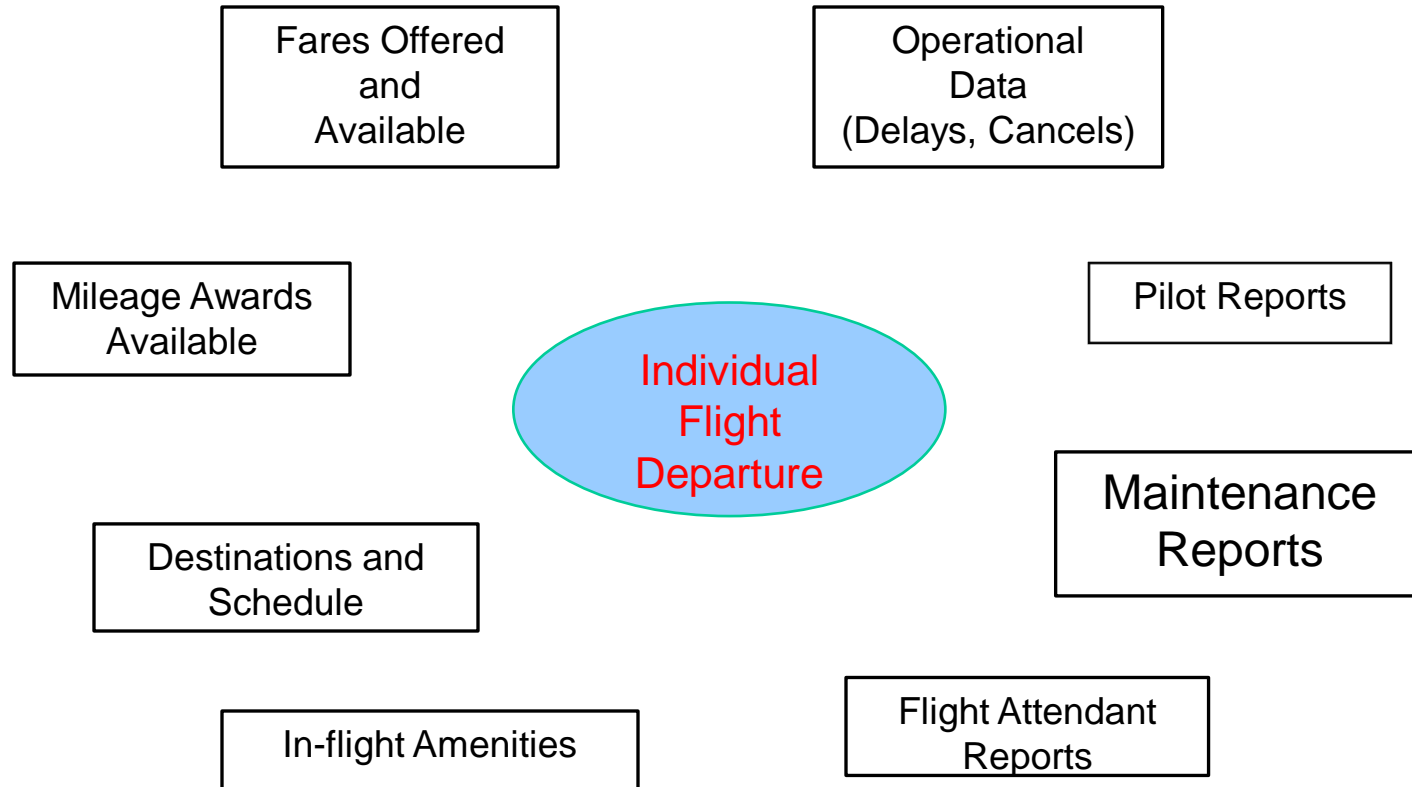 Fares Offered
and
Available
Operational
Data
(Delays, Cancels)
Mileage Awards
Available
Pilot Reports
Individual
Flight
Departure
Maintenance
Reports
Destinations and
Schedule
Flight Attendant
Reports
In-flight Amenities